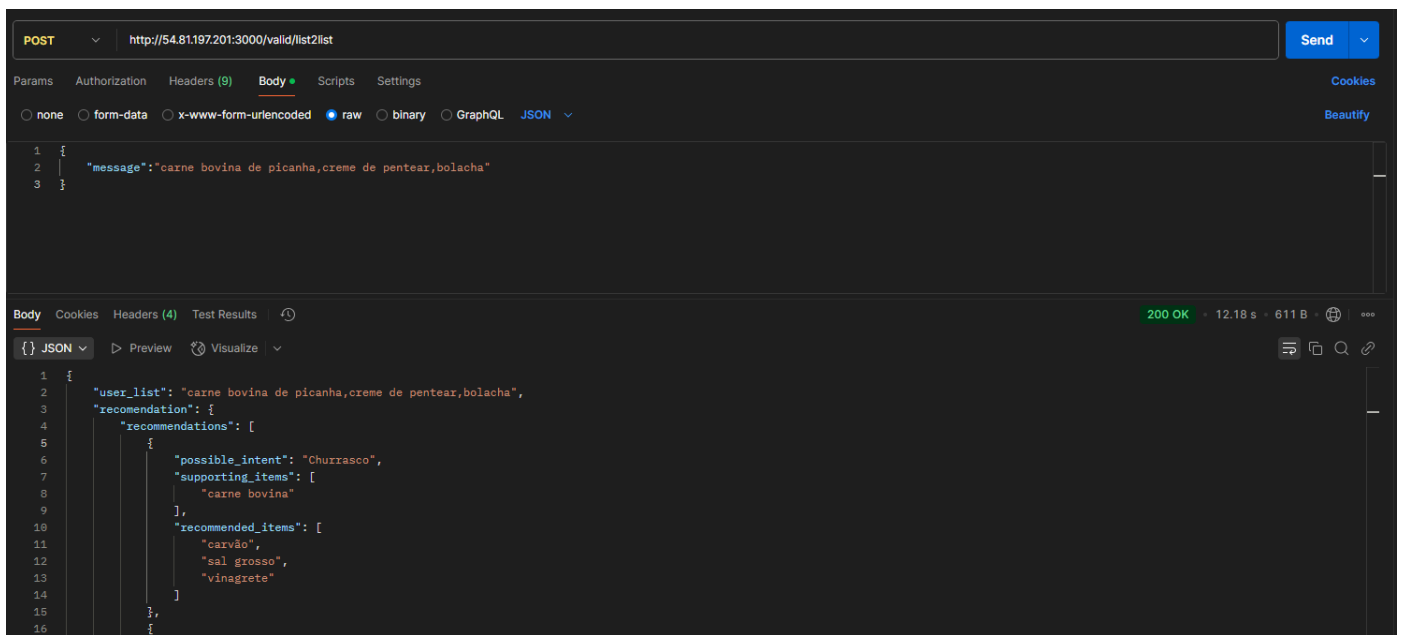 POST http://54.81.197.201:3000/valid/list2list Send
Params Authorization Headers (9) Body Scripts Settings Cookies
none form-data x-www-form-urlencoded raw binary GraphQL JSON Beautify
1 {
2 "message":"carne bovina de picanha,creme de pentear,bolacha"
3 }
Body Cookies Headers (4) Test Results 200 OK 12.18 s 611 B
{} JSON Preview Visualize
1 {
2 "user_list": "carne bovina de picanha,creme de pentear,bolacha",
3 "recomendation": {
4 "recommendations": [
5 {
6 "possible_intent": "Churrasco",
7 "supporting_items": [
8 "carne bovina"
9 ],
10 "recommended_items": [
11 "carvão",
12 "sal grosso",
13 "vinagrete"
14 ]
15 },
16 {